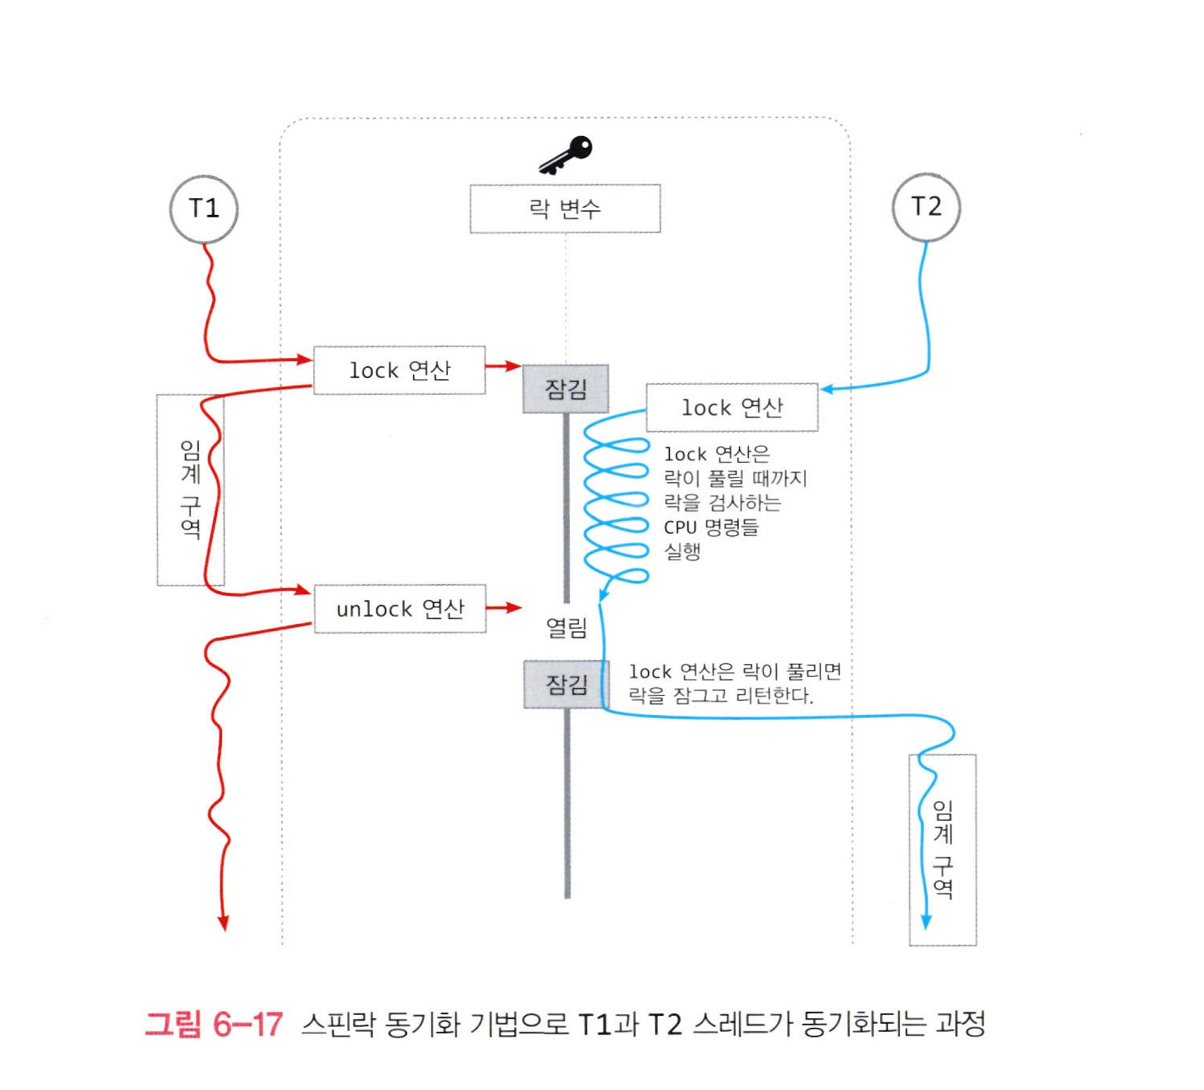 락 변수
T1
T2
lock 연산
잠김
lock 연산
임계 구역
lock 연산은
락이 풀릴 때까지
락을 검사하는
CPU 명령들
실행
unlock 연산
열림
잠김
lock 연산은 락이 풀리면
락을 잠그고 리턴한다.
임계 구역
그림 6-17 스핀락 동기화 기법으로 T1과 T2 스레드가 동기화되는 과정